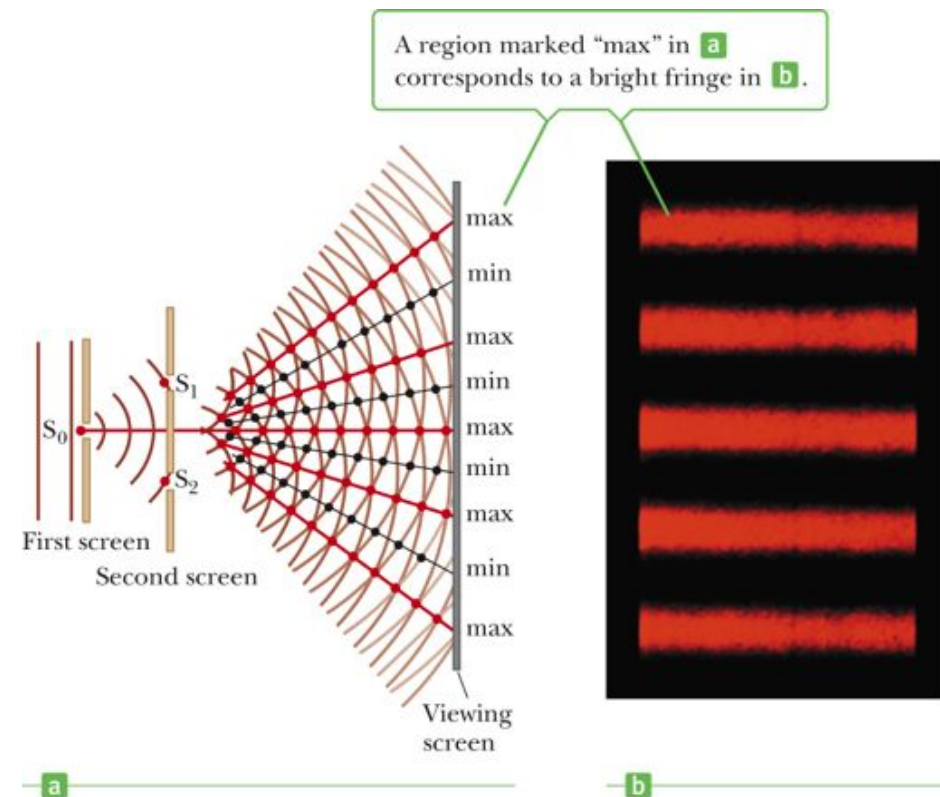 A region marked “max” in a
corresponds to a bright fringe in b.
max
min
max
min
max
min
max
min
max
S1
S0
S2
First screen
Second screen
Viewing
screen
a
b